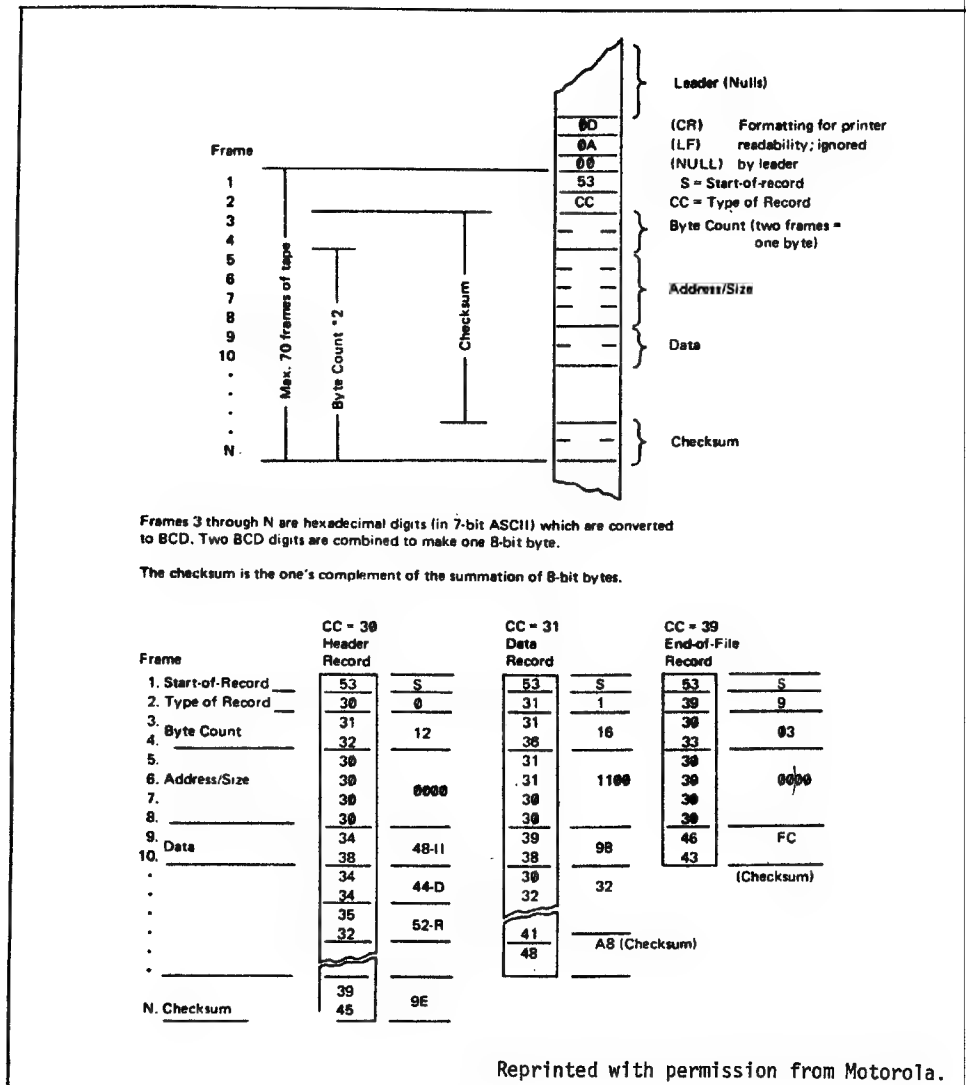 Leader (Nulls)
0D (CR) Formatting for printer
0A (LF) readability; ignored
00 (NULL) by leader
53 S = Start-of-record
CC CC = Type of Record
Frame
1
2
3
4
5
6
7
8
9
10
.
.
.
.
N
Max. 70 frames of tape
Byte Count *2
Checksum
Byte Count (two frames =
one byte)
Address/Size
Data
Checksum
Frames 3 through N are hexadecimal digits (in 7-bit ASCII) which are converted
to BCD. Two BCD digits are combined to make one 8-bit byte.
The checksum is the one's complement of the summation of 8-bit bytes.
CC = 30 CC = 31 CC = 39
Header Data End-of-File
Frame Record Record Record
1. Start-of-Record 53 S 53 S 53 S
2. Type of Record 30 0 31 1 39 9
3. 31 31 30
Byte Count 12 16 03
4. 32 36 33
5. 30 31 30
6. Address/Size 30 0000 31 1100 30 0000
7. 30 30 30
8. 30 30 30
9. 34 39 46 FC
Data 48-II 98
10. 38 38 43
(Checksum)
. 34 30
44-D 32
. 34 32
. 35
52-R
. 32
. 41
A8 (Checksum)
. 48
39
N. Checksum 9E
45
Reprinted with permission from Motorola.